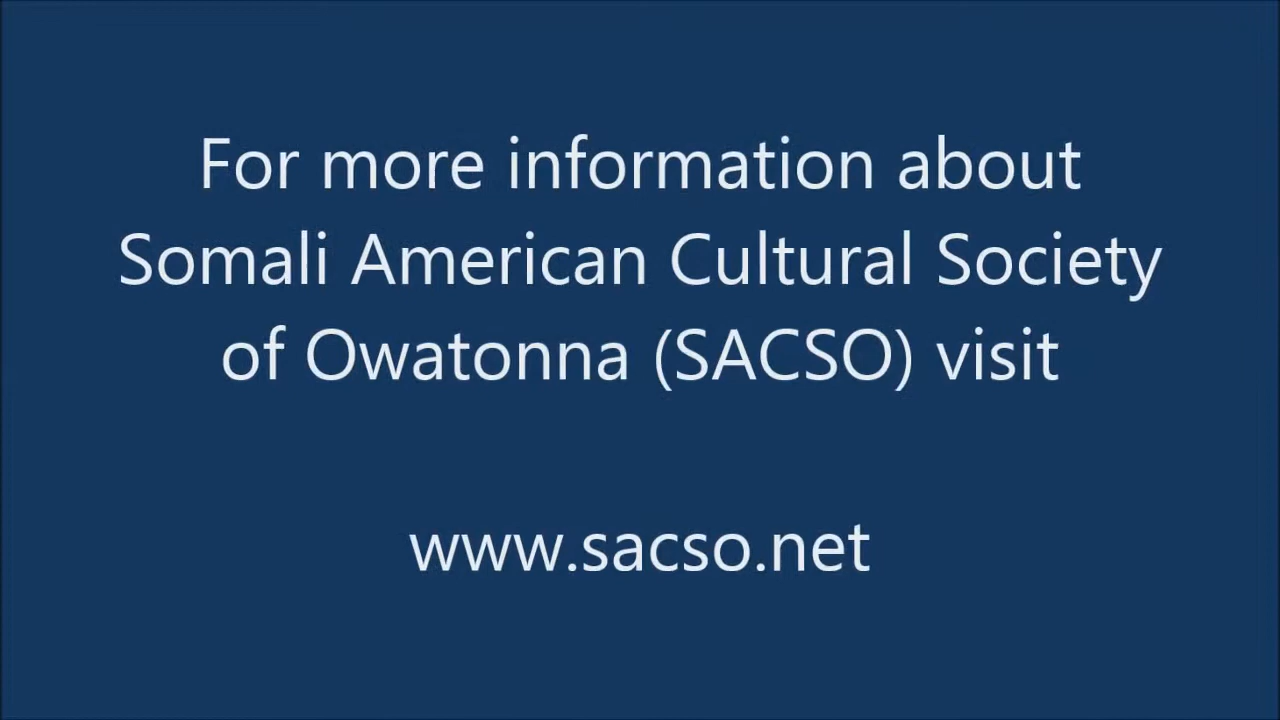 For more information about
Somali American Cultural Society
of Owatonna (SACSO) visit
www.sacso.net